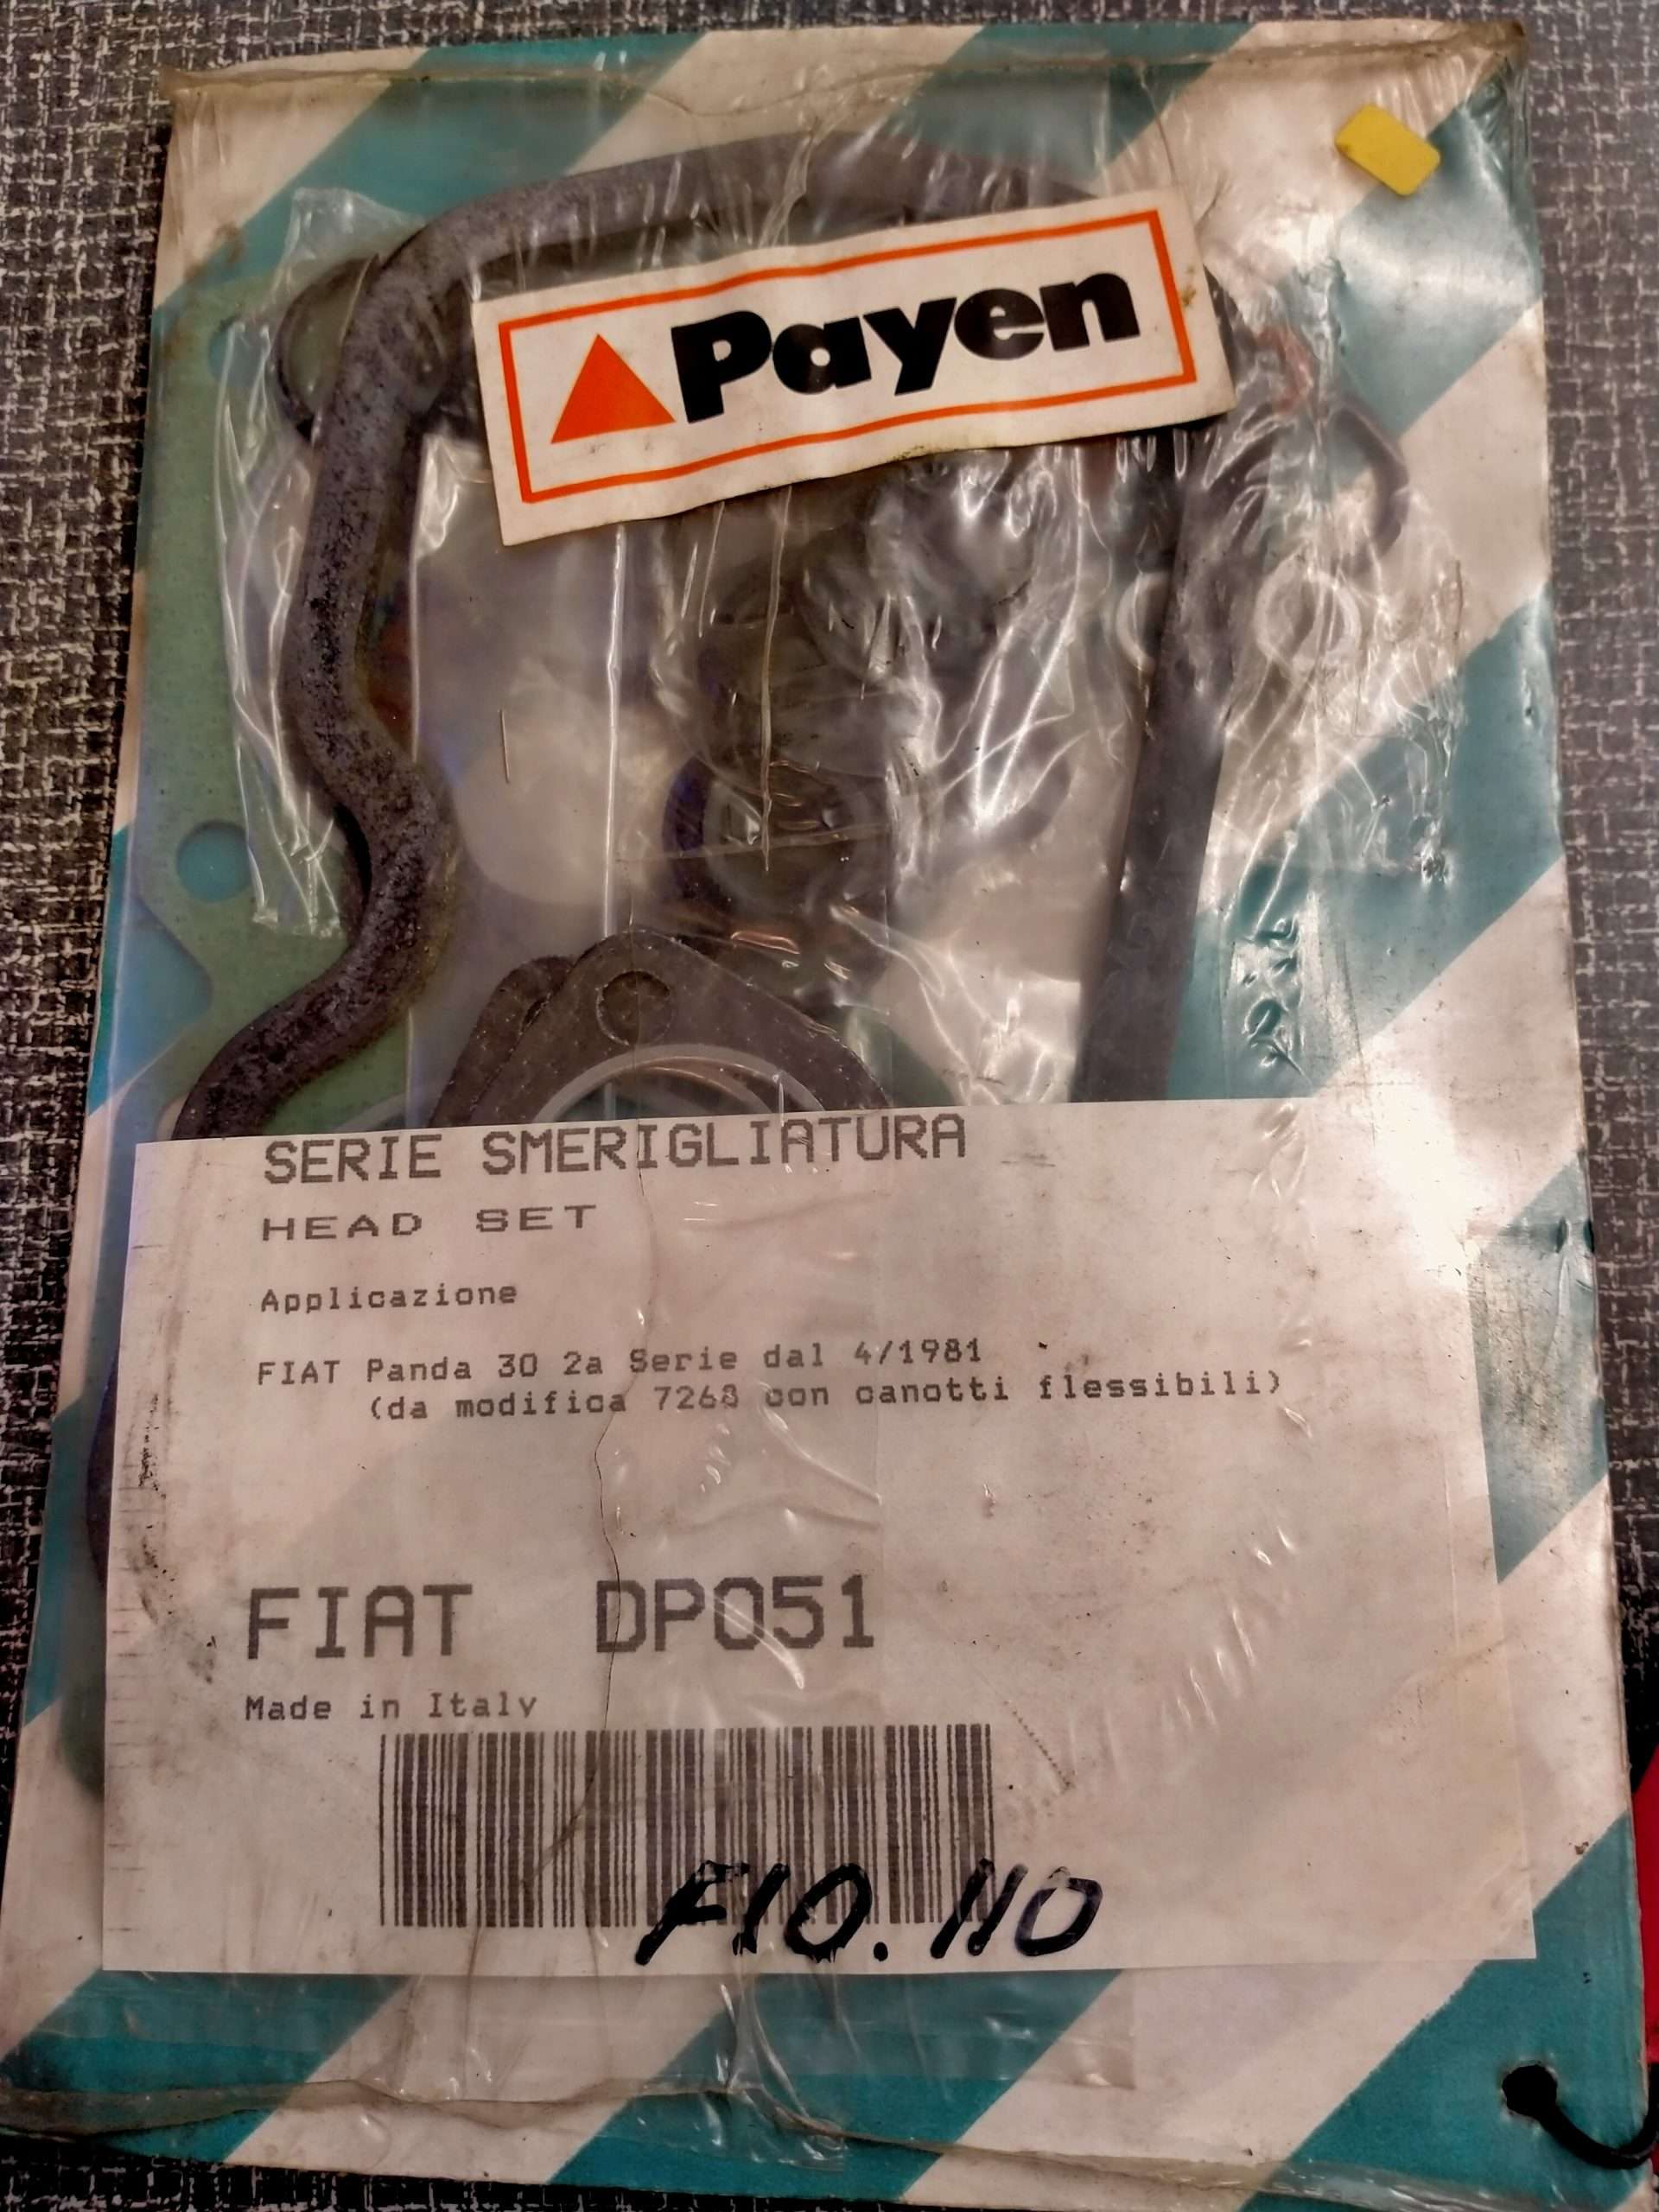 Payen
SERIE SMERIGLIATURA
HEAD SET
Applicazione
FIAT Panda 30 2a Serie dal 4/1981
(da modifica 7268 con canotti flessibili)
FIAT DP051
Made in Italy
F10.110